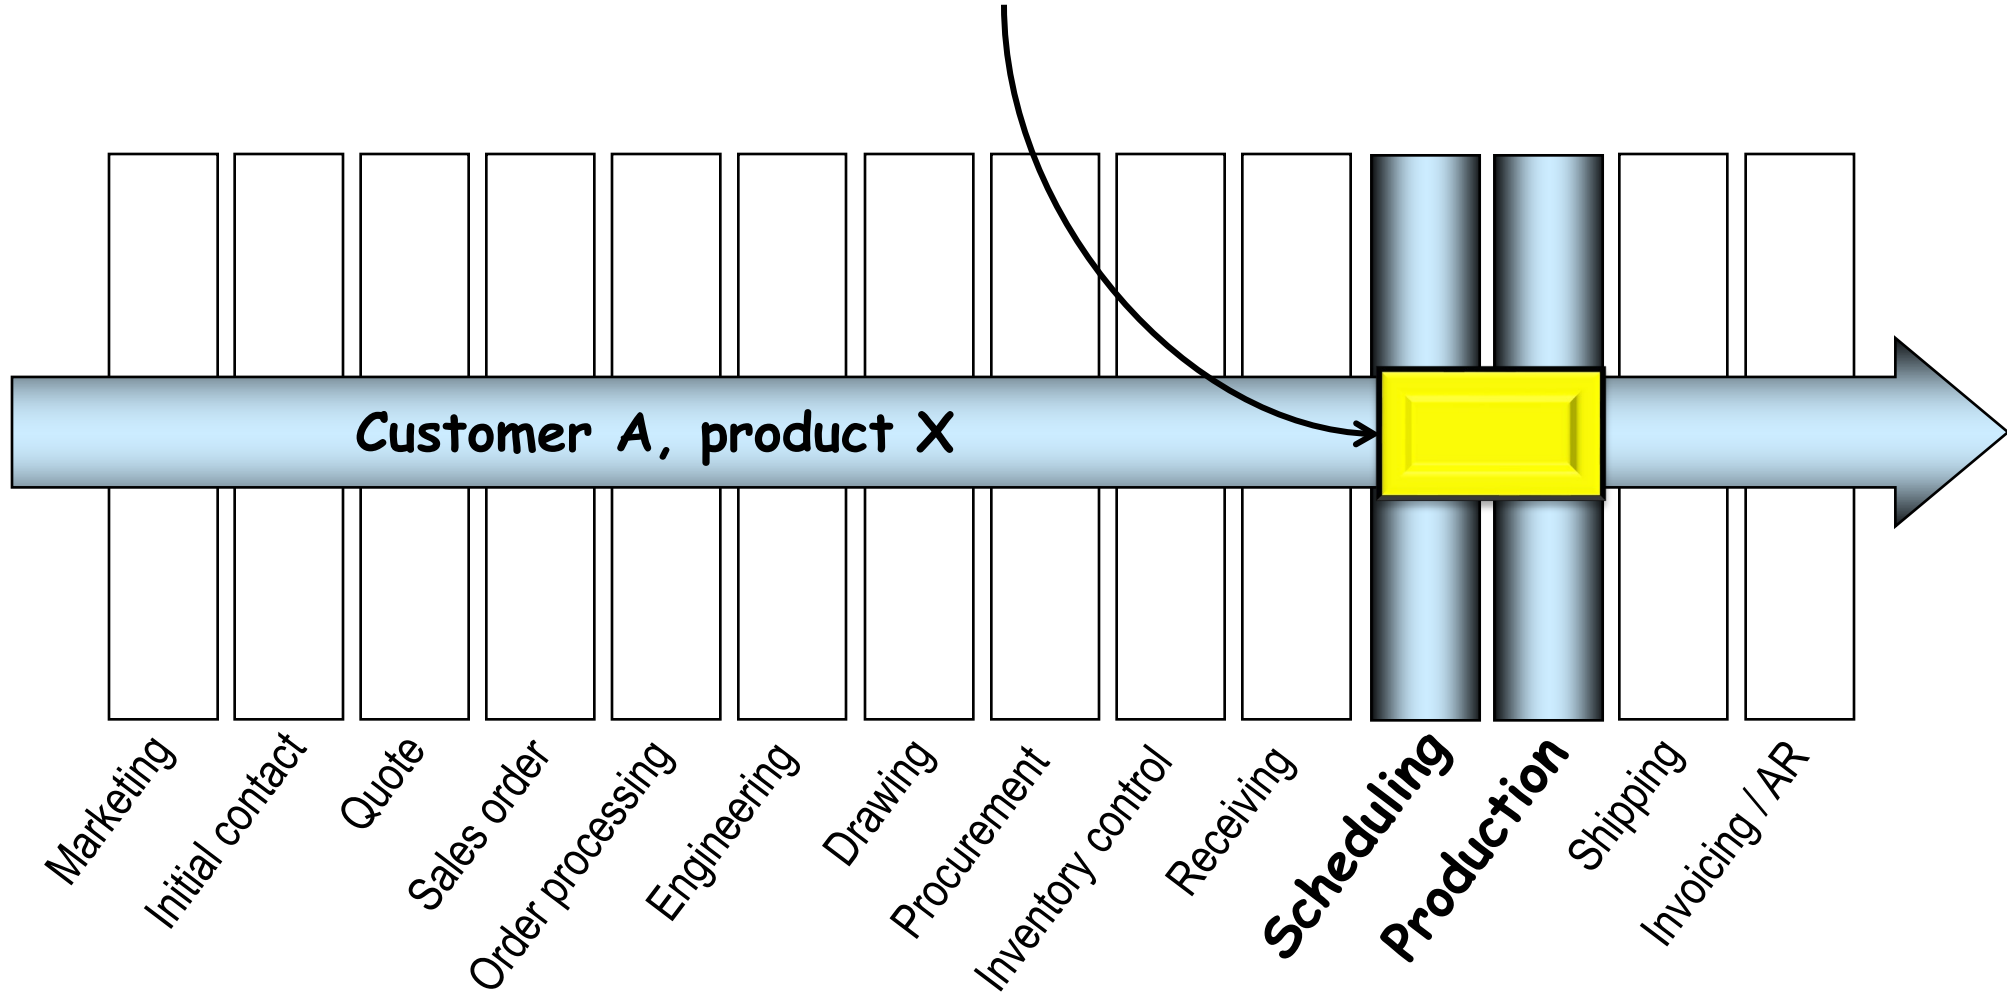 Customer A, product X
Marketing
Initial contact
Quote
Sales order
Order processing
Engineering
Drawing
Procurement
Inventory control
Receiving
Scheduling
Production
Shipping
Invoicing / AR